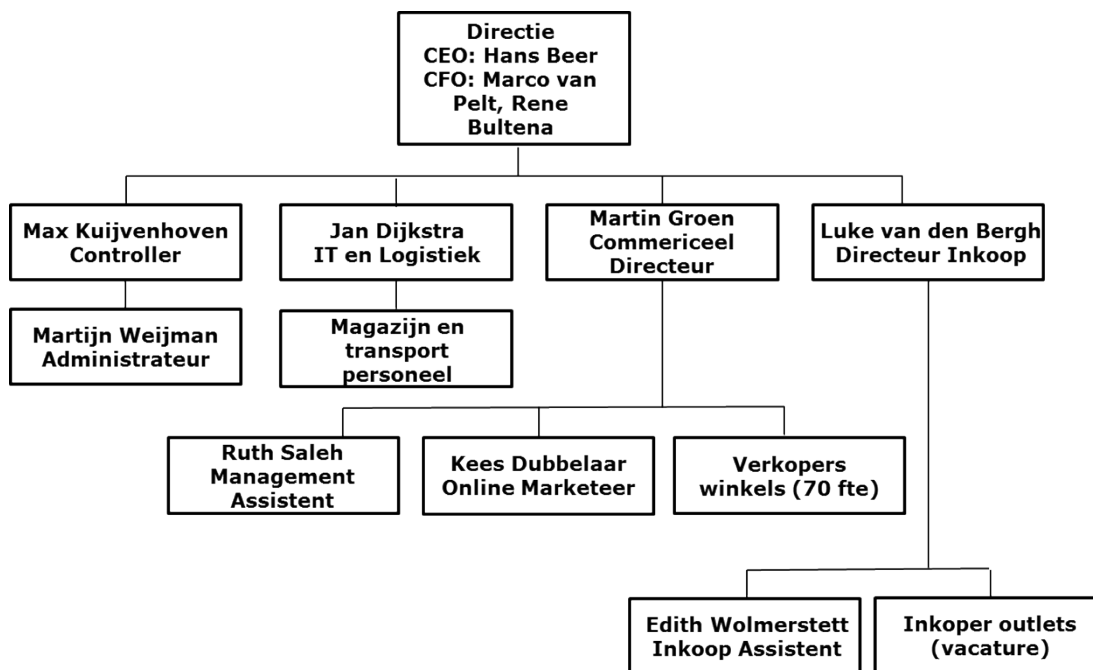 Directie
CEO: Hans Beer
CFO: Marco van
Pelt, Rene
Bultena
Max Kuijvenhoven
Controller
Jan Dijkstra
IT en Logistiek
Martin Groen
Commericeel
Directeur
Luke van den Bergh
Directeur Inkoop
Martijn Weijman
Administrateur
Magazijn en
transport
personeel
Ruth Saleh
Management
Assistent
Kees Dubbelaar
Online Marketeer
Verkopers
winkels (70 fte)
Edith Wolmerstett
Inkoop Assistent
Inkoper outlets
(vacature)